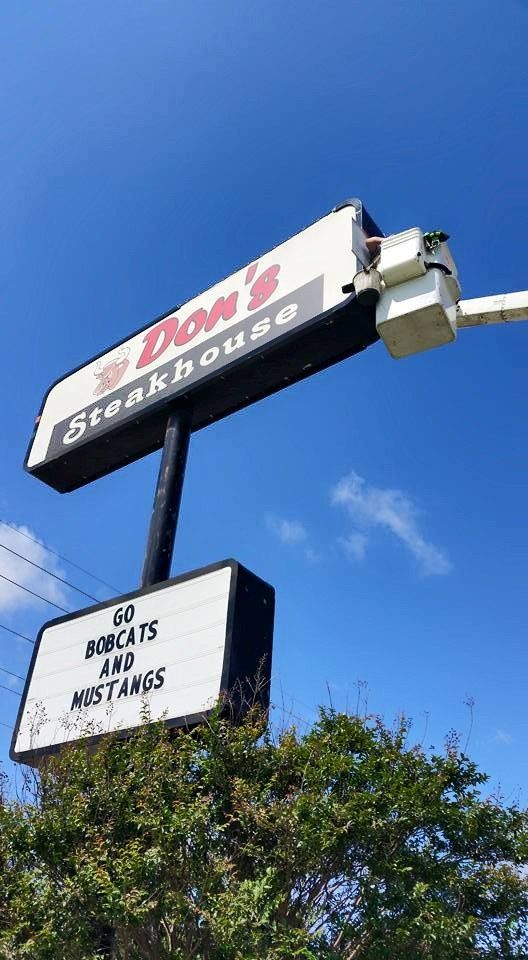 Don's
Steakhouse
GO
BOBCATS
AND
MUSTANGS